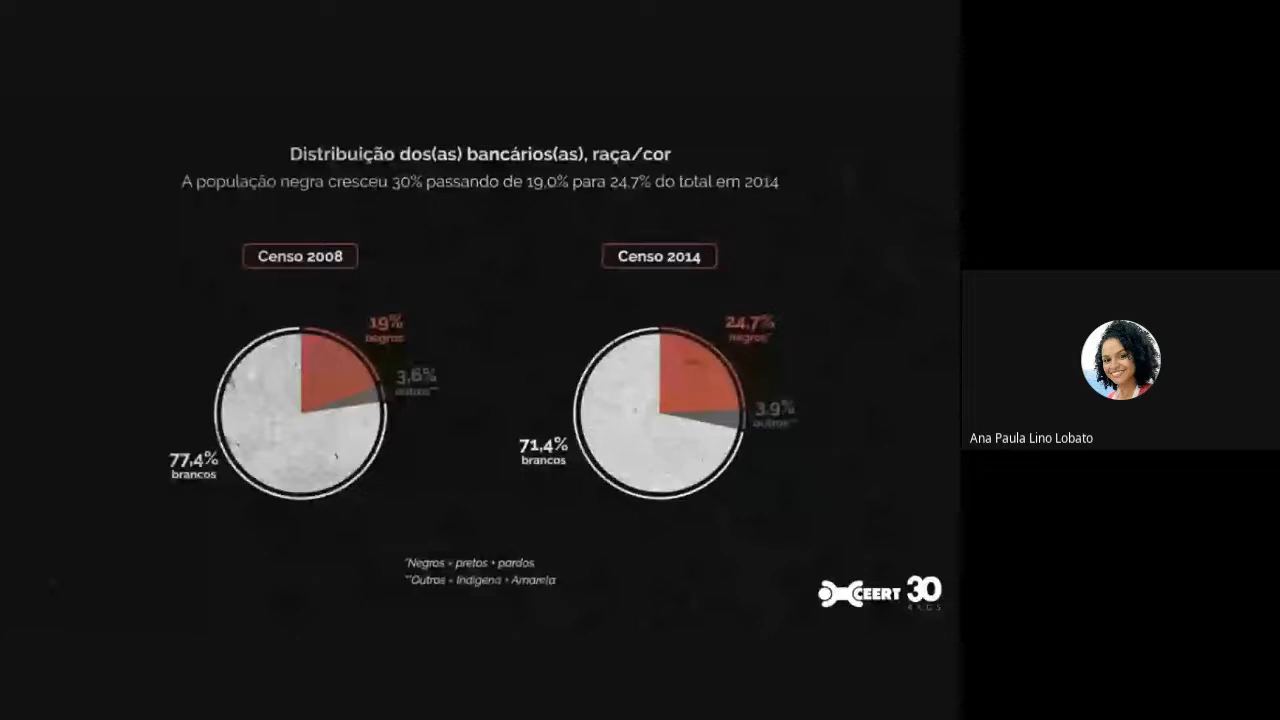 Distribuição dos(as) bancários(as), raça/cor
A população negra cresceu 30% passando de 19,0% para 24,7% do total em 2014
Censo 2008
19%
negros*
3,6%
outros**
77,4%
brancos
Censo 2014
24,7%
negros*
3,9%
outros**
71,4%
brancos
*Negros = pretos + pardos
**Outros = Indígena + Amarela
CEERT 30
ANOS
Ana Paula Lino Lobato